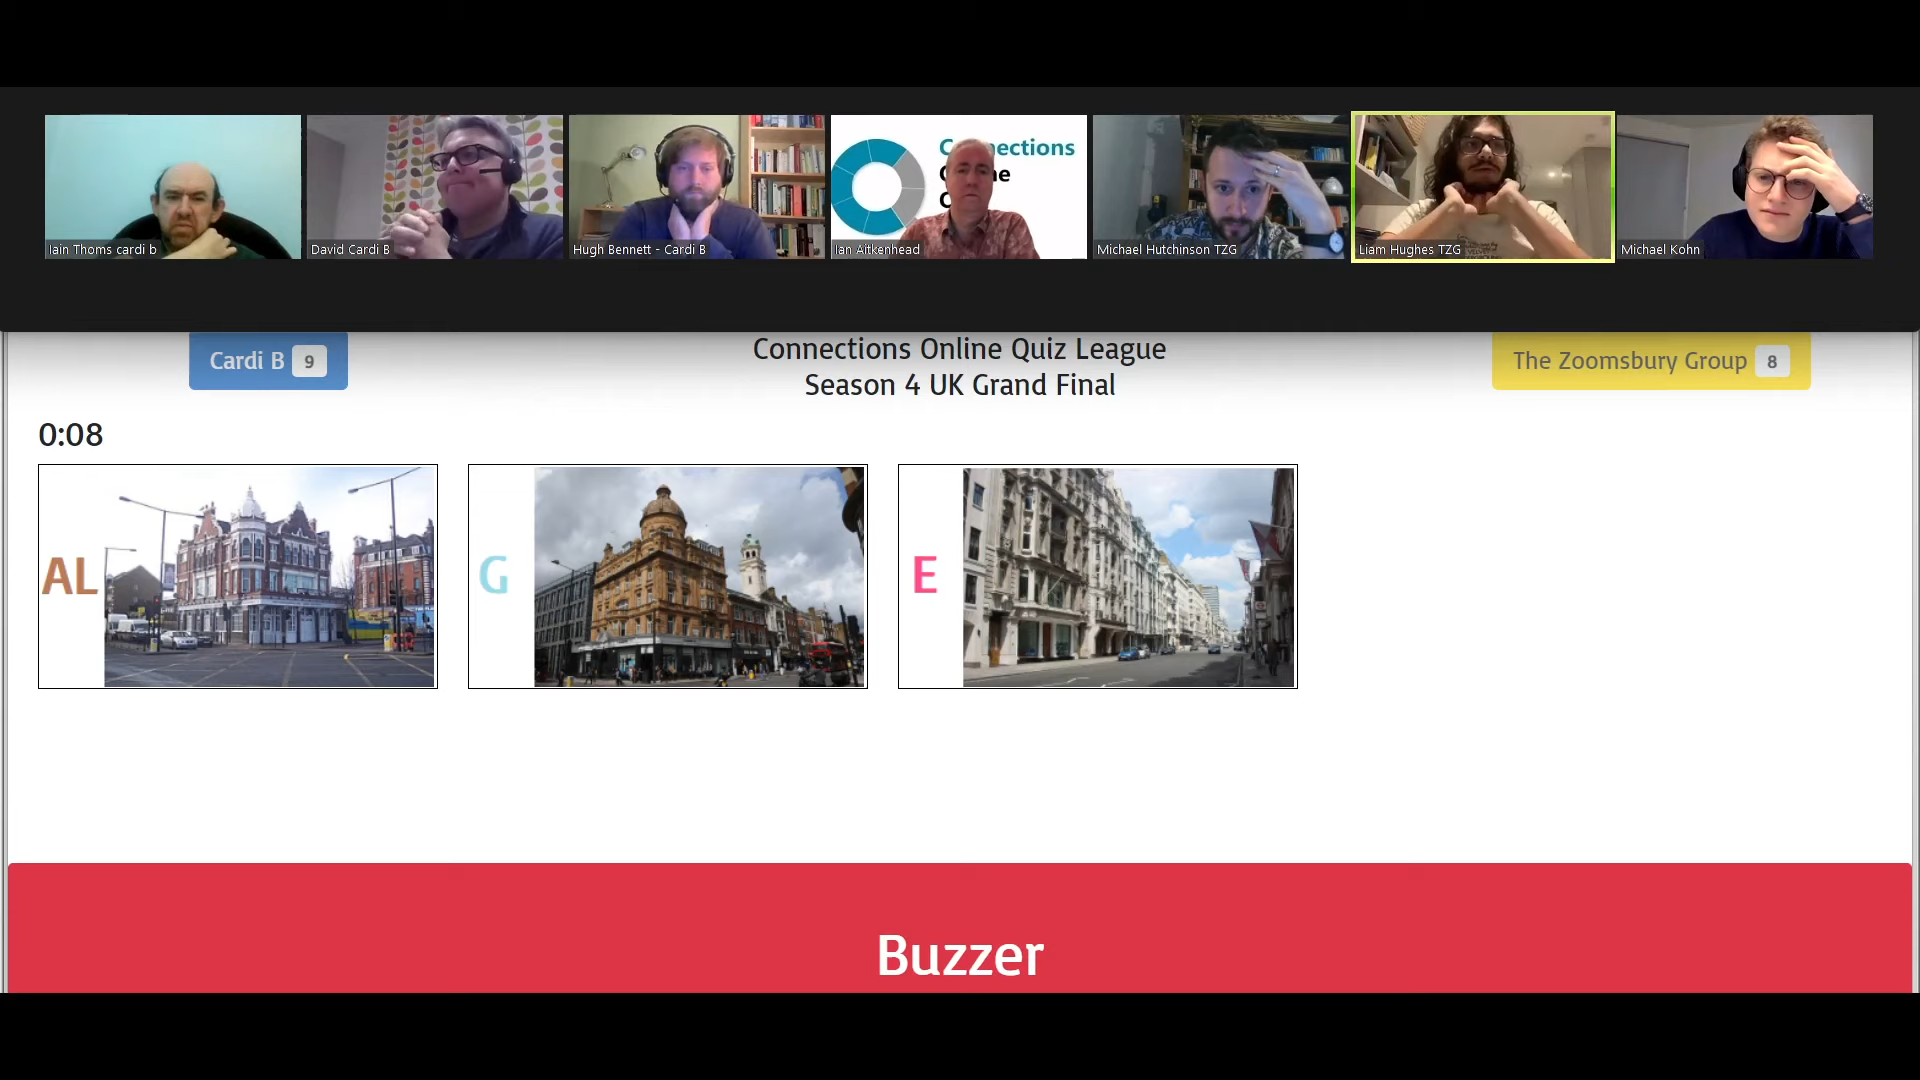 Connections
Iain Thoms cardi b
David Cardi B
Hugh Bennett - Cardi B
Ian Aitkenhead
Michael Hutchinson TZG
Liam Hughes TZG
Michael Kohn
Cardi B 9
Connections Online Quiz League
Season 4 UK Grand Final
The Zoomsbury Group 8
0:08
AL
G
E
Buzzer